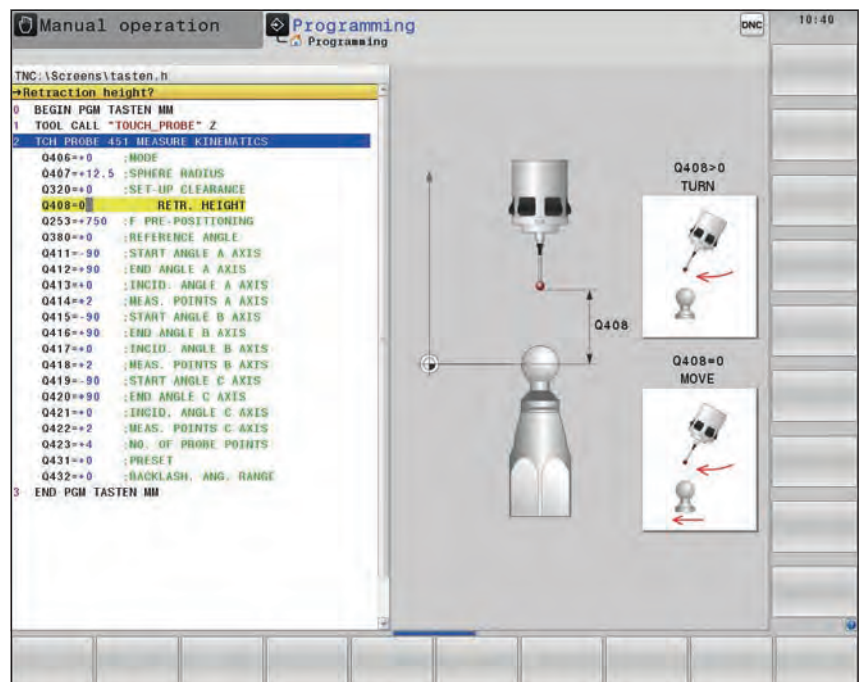 Manual operation
Programming
Programming
DNC
10:40
TNC:\Screens\tasten.h
→Retraction height?
0 BEGIN PGM TASTEN MM
1 TOOL CALL "TOUCH_PROBE" Z
2 TCH PROBE 451 MEASURE KINEMATICS
Q406=+0 ;MODE
Q407=+12.5 ;SPHERE RADIUS
Q320=+0 ;SET-UP CLEARANCE
Q408=0 RETR. HEIGHT
Q253=+750 ;F PRE-POSITIONING
Q380=+0 ;REFERENCE ANGLE
Q411=-90 ;START ANGLE A AXIS
Q412=+90 ;END ANGLE A AXIS
Q413=+0 ;INCID. ANGLE A AXIS
Q414=+2 ;MEAS. POINTS A AXIS
Q415=-90 ;START ANGLE B AXIS
Q416=+90 ;END ANGLE B AXIS
Q417=+0 ;INCID. ANGLE B AXIS
Q418=+2 ;MEAS. POINTS B AXIS
Q419=-90 ;START ANGLE C AXIS
Q420=+90 ;END ANGLE C AXIS
Q421=+0 ;INCID. ANGLE C AXIS
Q422=+2 ;MEAS. POINTS C AXIS
Q423=+4 ;NO. OF PROBE POINTS
Q431=+0 ;PRESET
Q432=+0 ;BACKLASH, ANG. RANGE
3 END PGM TASTEN MM
Q408
Q408>0
TURN
Q408=0
MOVE